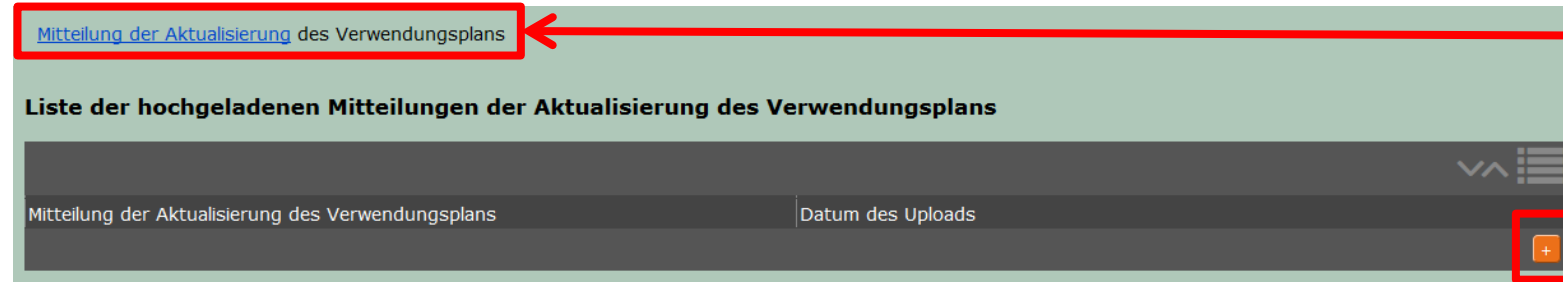 Mitteilung der Aktualisierung des Verwendungsplans
Liste der hochgeladenen Mitteilungen der Aktualisierung des Verwendungsplans
Mitteilung der Aktualisierung des Verwendungsplans Datum des Uploads
+